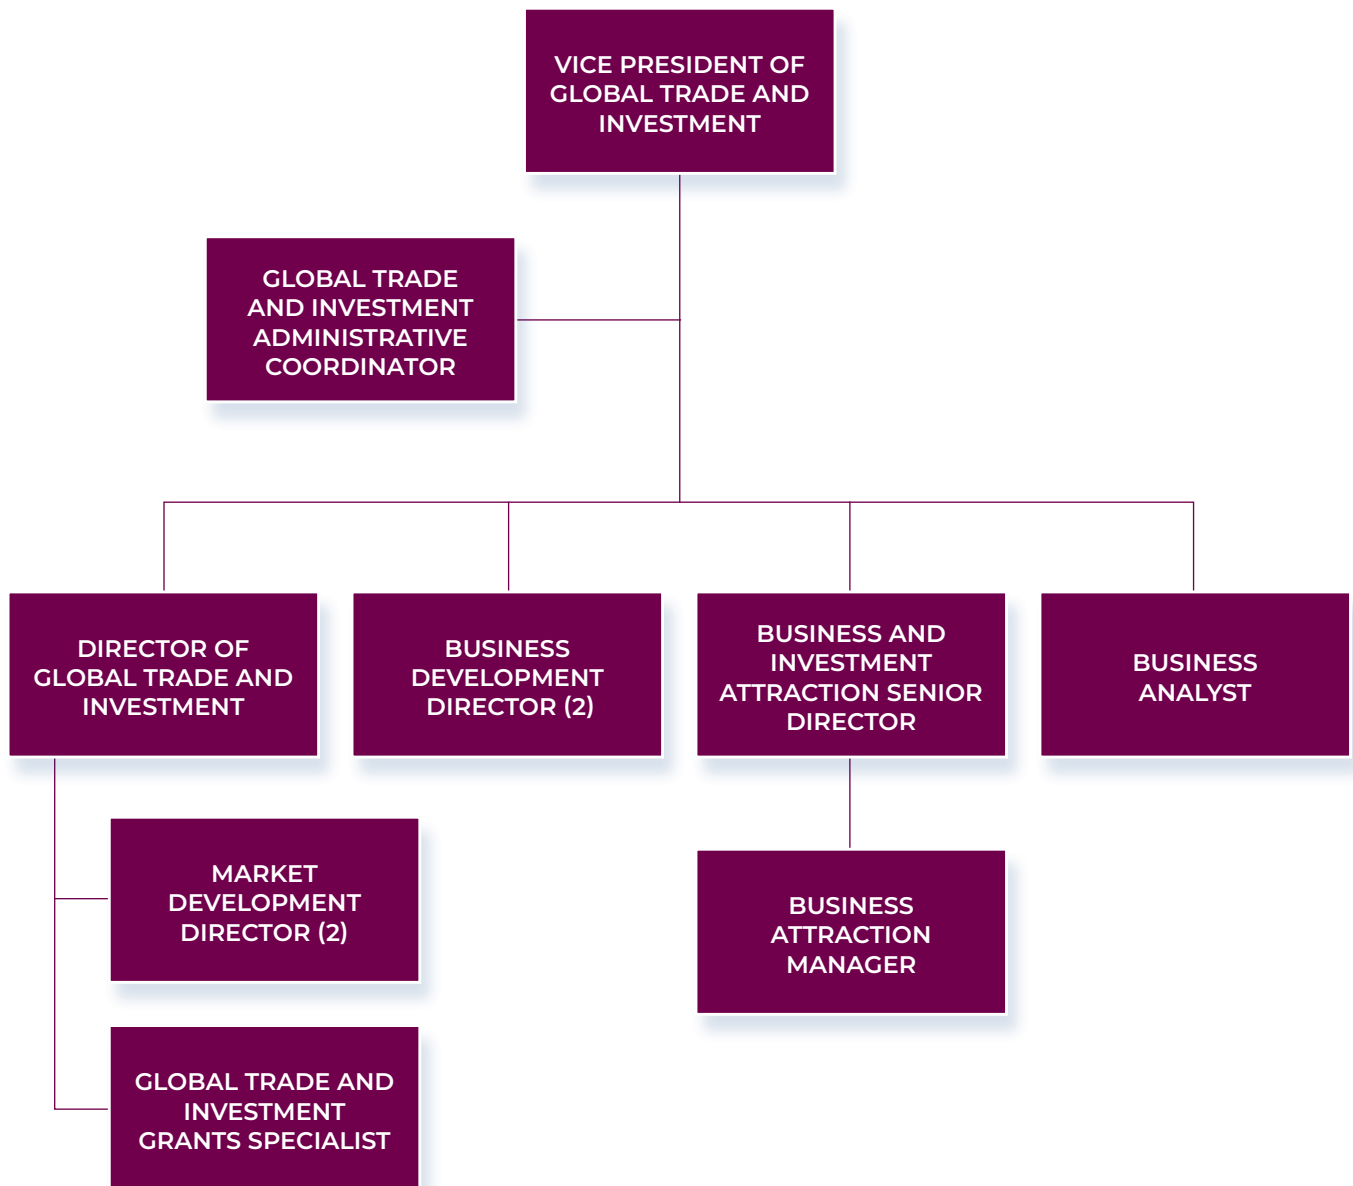 VICE PRESIDENT OF
GLOBAL TRADE AND
INVESTMENT
GLOBAL TRADE
AND INVESTMENT
ADMINISTRATIVE
COORDINATOR
DIRECTOR OF
GLOBAL TRADE AND
INVESTMENT
BUSINESS
DEVELOPMENT
DIRECTOR (2)
BUSINESS AND
INVESTMENT
ATTRACTION SENIOR
DIRECTOR
BUSINESS
ANALYST
MARKET
DEVELOPMENT
DIRECTOR (2)
BUSINESS
ATTRACTION
MANAGER
GLOBAL TRADE AND
INVESTMENT
GRANTS SPECIALIST